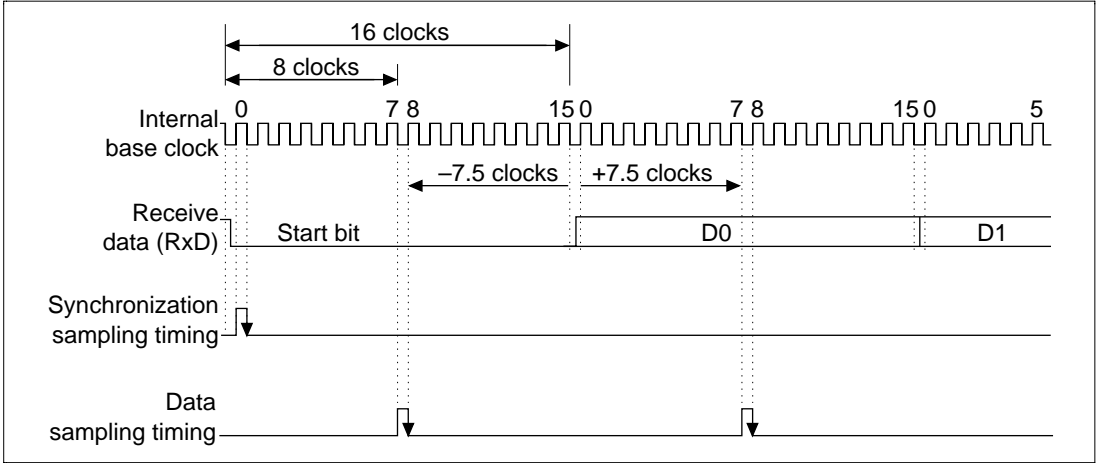 16 clocks
8 clocks
0 7 8 15 0 7 8 15 0 5
Internal
base clock
–7.5 clocks +7.5 clocks
Receive
data (RxD)
Start bit D0 D1
Synchronization
sampling timing
Data
sampling timing